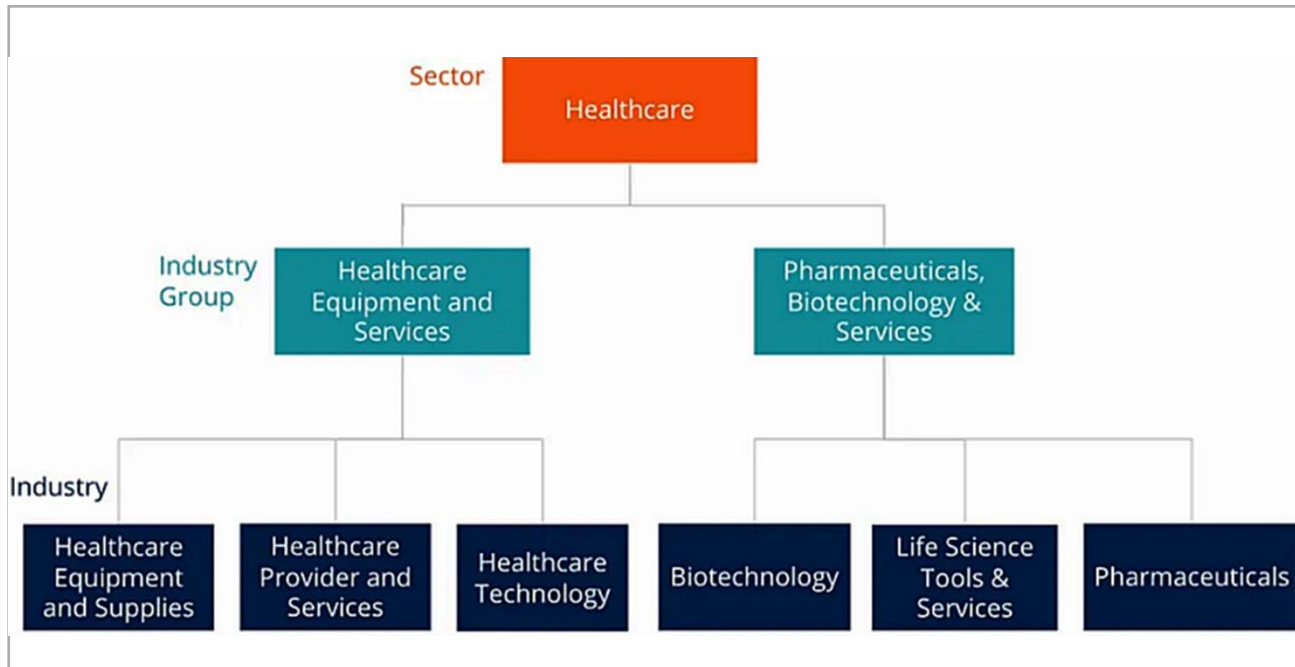 Sector
Healthcare
Industry
Group
Healthcare
Equipment and
Services
Pharmaceuticals,
Biotechnology &
Services
Industry
Healthcare
Equipment
and Supplies
Healthcare
Provider and
Services
Healthcare
Technology
Biotechnology
Life Science
Tools &
Services
Pharmaceuticals